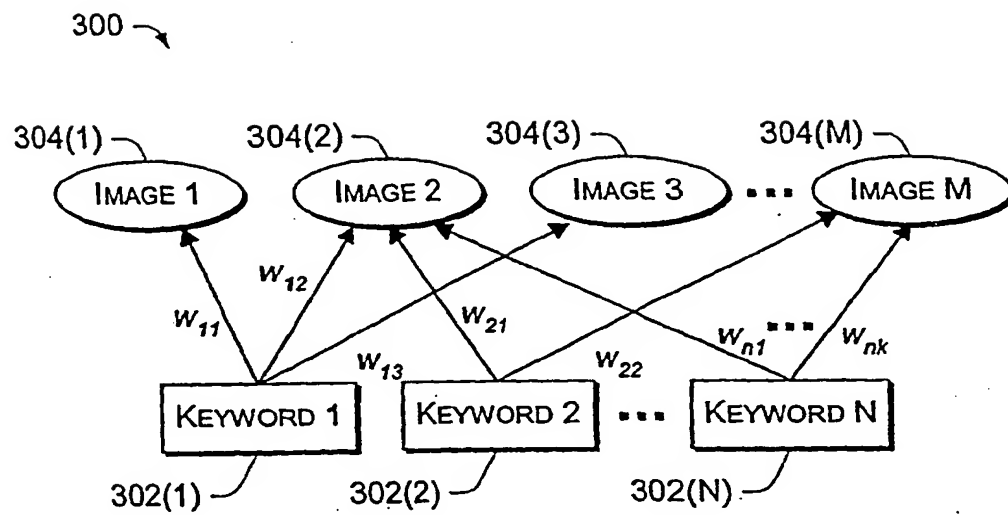 300
304(1) 304(2) 304(3) 304(M)
IMAGE 1 IMAGE 2 IMAGE 3 ... IMAGE M
w12
w11 w21 ...
w13 w22 wn1 wnk
KEYWORD 1 KEYWORD 2 ... KEYWORD N
302(1) 302(2) 302(N)